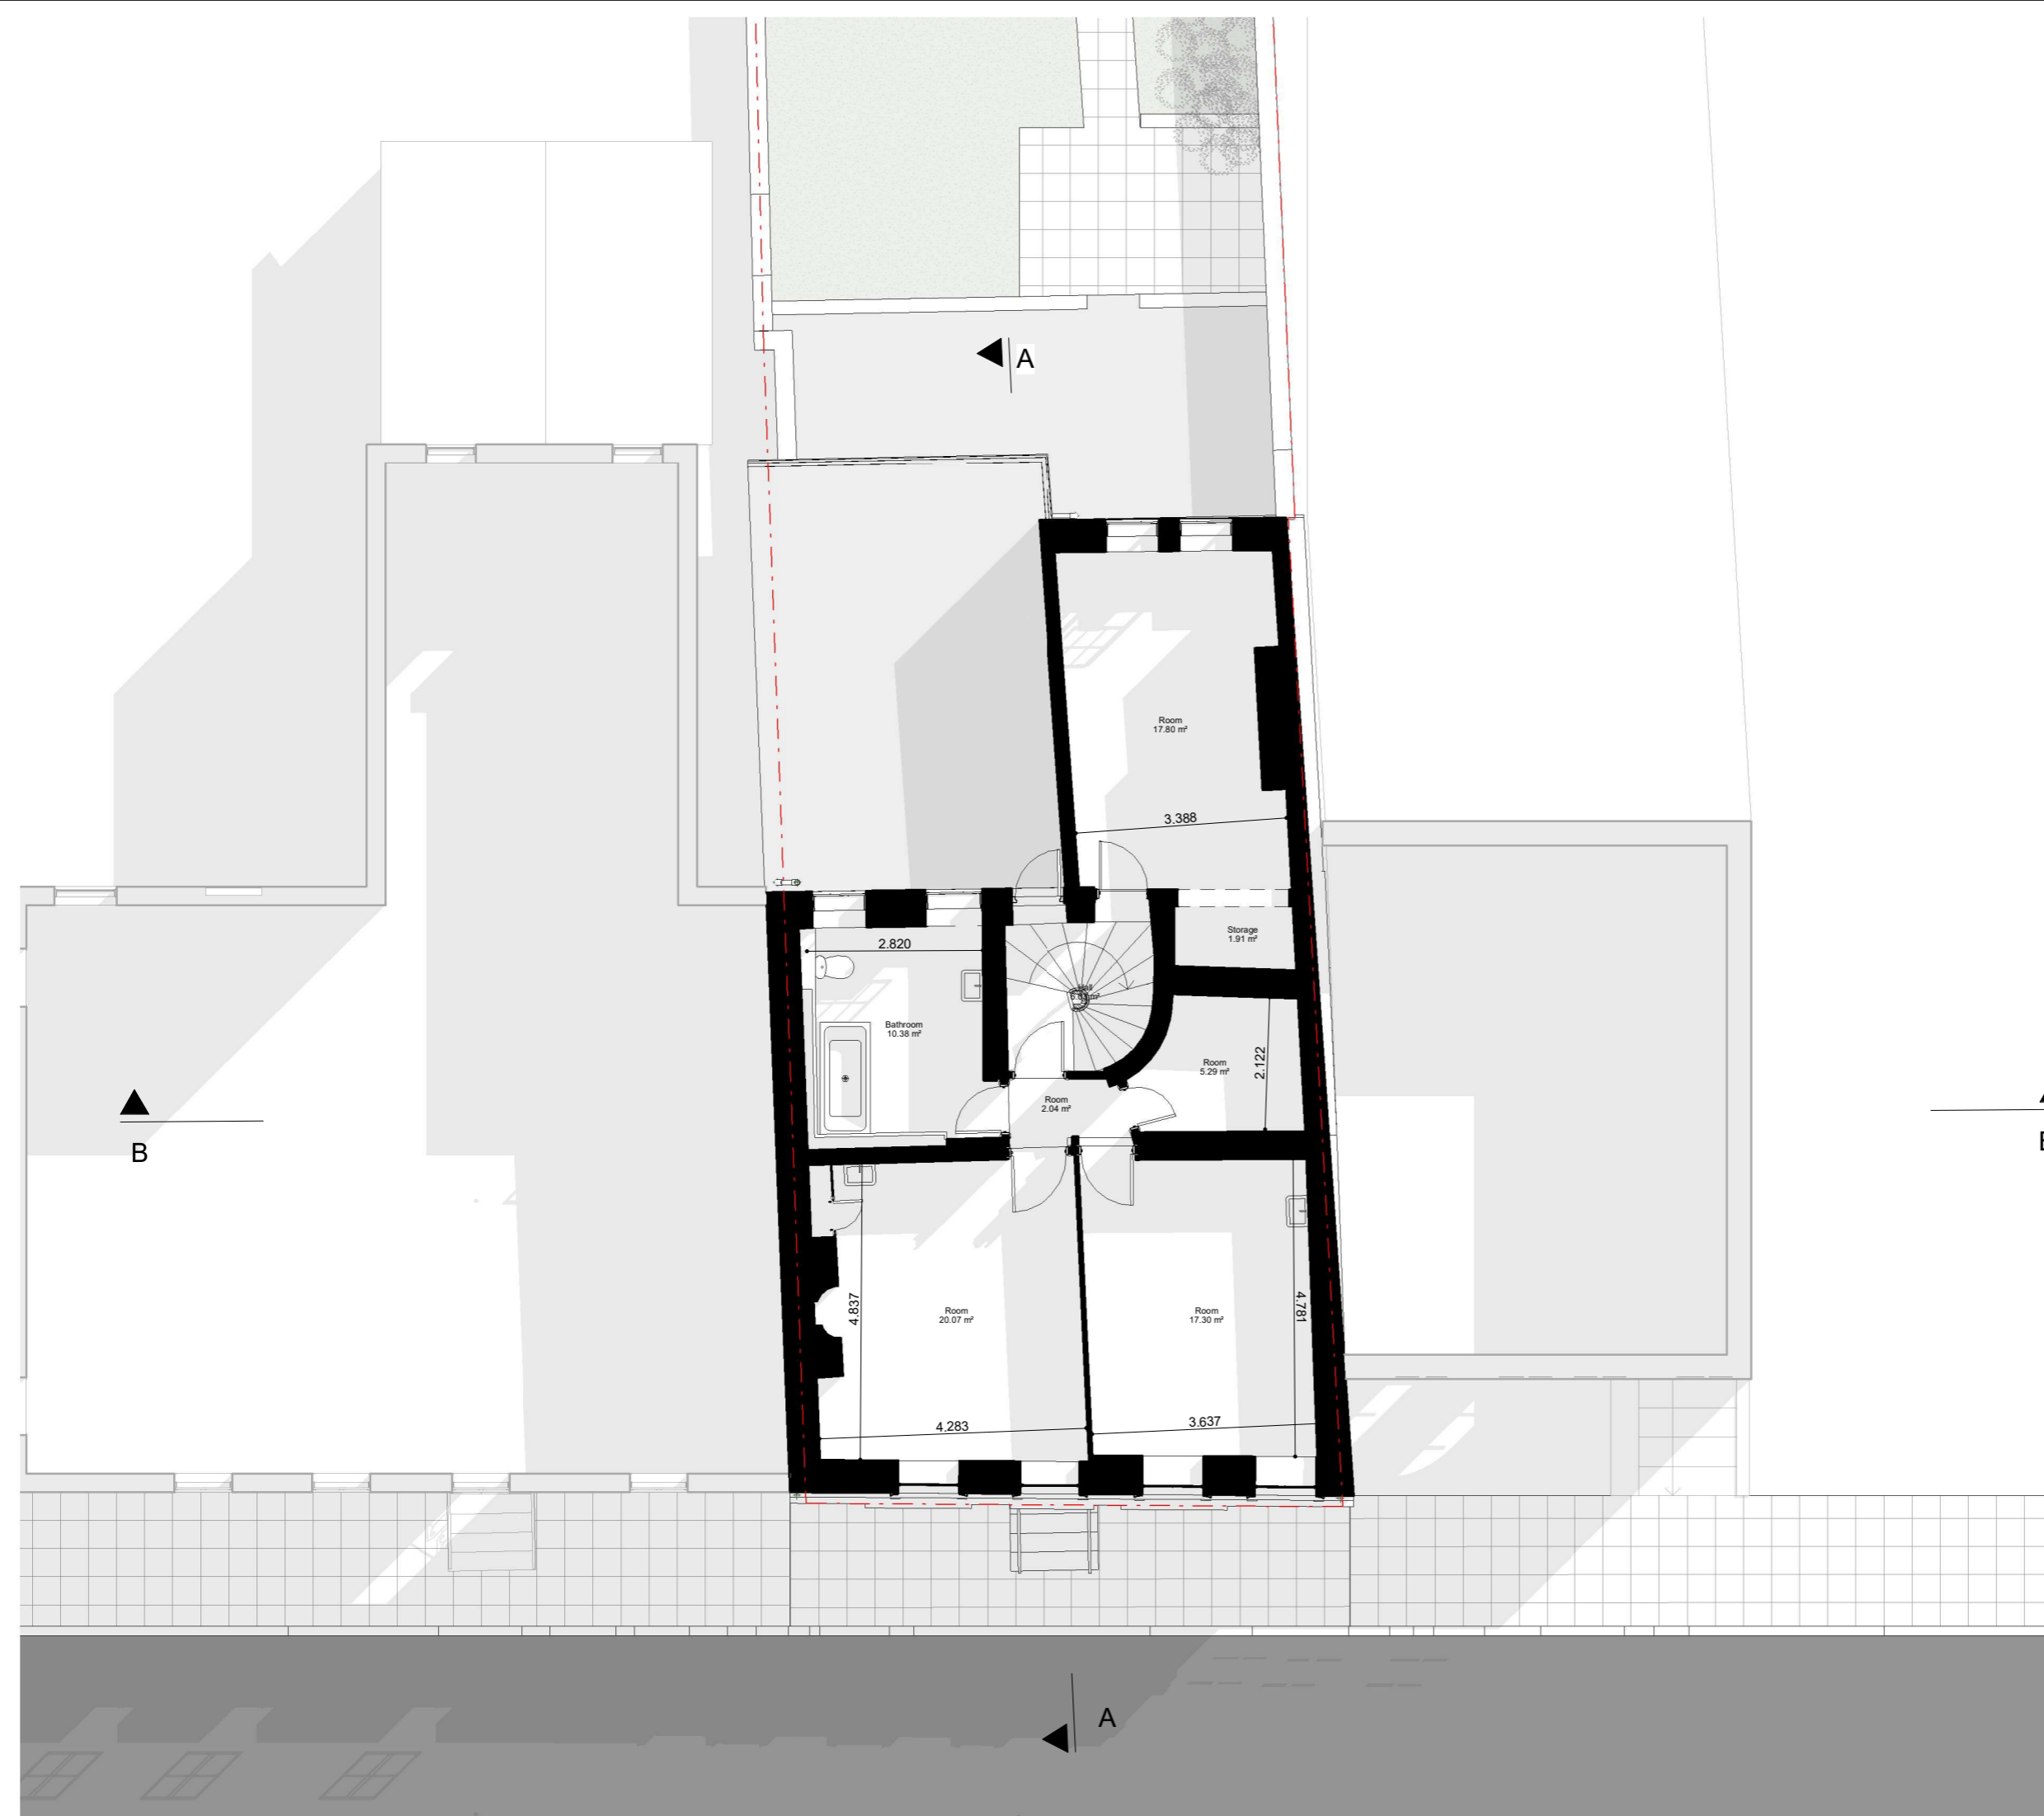 A
Room
17.80 m²
3.388
2.820
Storage
1.91 m²
Hall
Bathroom
10.38 m²
Room
5.29 m²
2.122
Room
2.04 m²
B
4.837
Room
20.07 m²
Room
17.30 m²
4.781
4.283
3.637
A